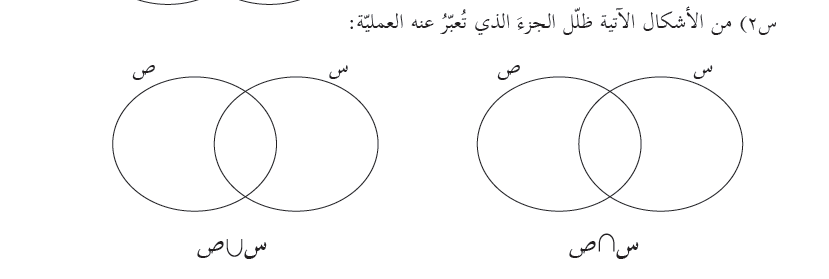 س٢) من الأشكال الآتية ظلّل الجزءَ الذي تُعبّرُ عنه العمليّة:
س ص
س ص
س∩ص
س∪ص